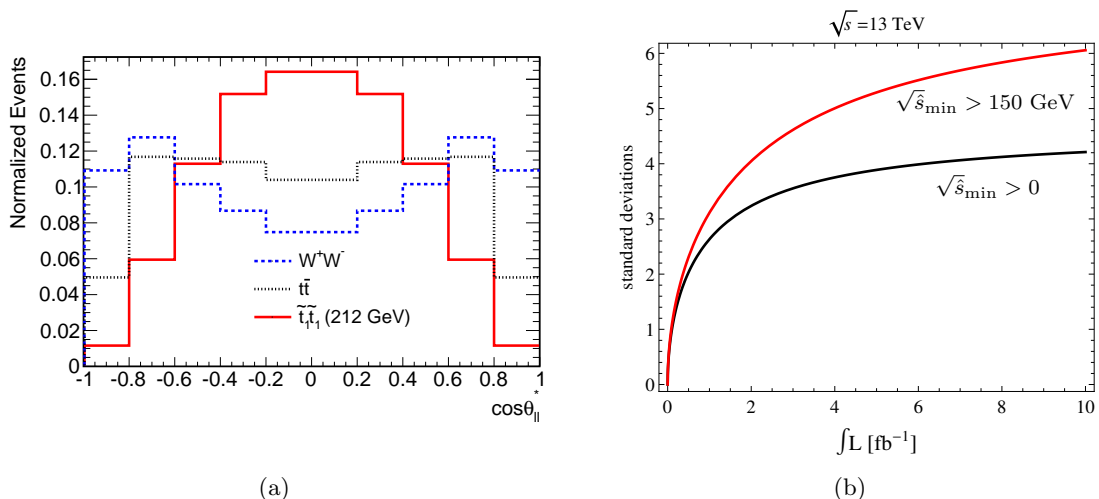 Normalized Events
0.16
0.14
0.12
0.1
0.08
0.06
0.04
0.02
0
-1 -0.8 -0.6 -0.4 -0.2 0 0.2 0.4 0.6 0.8 1
cosθ*ll
W⁺W⁻
tt̄
t̃₁t̃₁ (212 GeV)
(a)
√s =13 TeV
standard deviations
6
5
4
3
2
1
0
0 2 4 6 8 10
∫L [fb⁻¹]
√ŝmin > 150 GeV
√ŝmin > 0
(b)